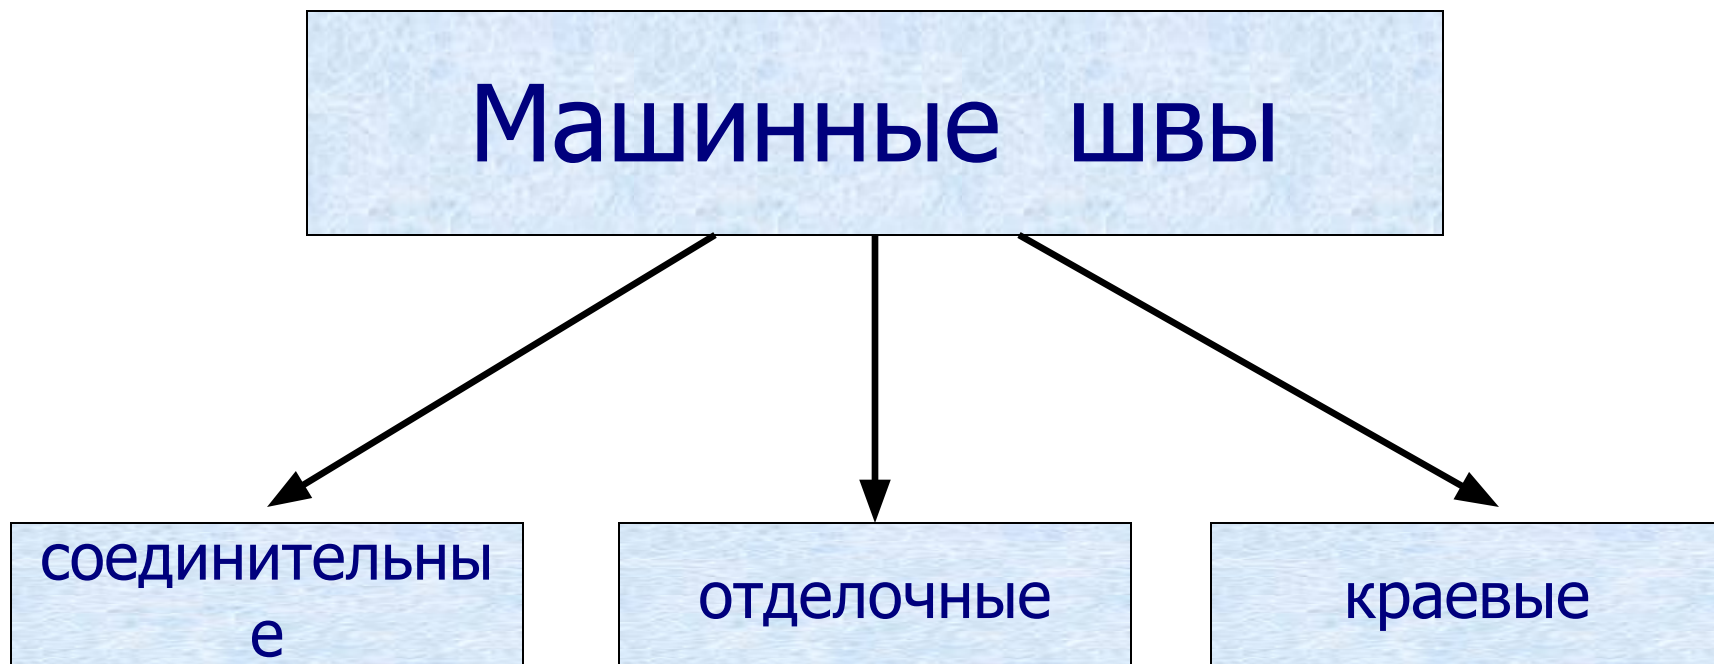 Машинные швы
соединительны
е
отделочные
краевые